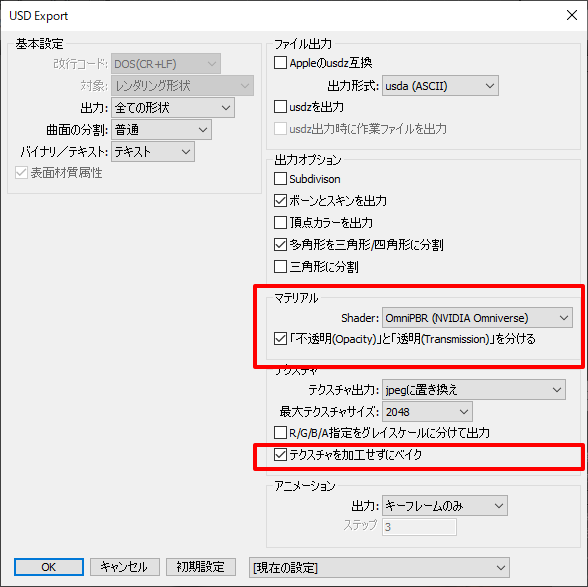 USD Export
基本設定
改行コード: DOS(CR+LF)
対象: レンダリング形状
出力: 全ての形状
曲面の分割: 普通
バイナリ／テキスト: テキスト
表面材質属性
ファイル出力
Appleのusdz互換
出力形式: usda (ASCII)
usdzを出力
usdz出力時に作業ファイルを出力
出力オプション
Subdivison
ボーンとスキンを出力
頂点カラーを出力
多角形を三角形/四角形に分割
三角形に分割
マテリアル
Shader: OmniPBR (NVIDIA Omniverse)
「不透明(Opacity)」と「透明(Transmission)」を分ける
テクスチャ
テクスチャ出力: jpegに置き換え
最大テクスチャサイズ: 2048
R/G/B/A指定をグレイスケールに分けて出力
テクスチャを加工せずにベイク
アニメーション
出力: キーフレームのみ
ステップ 3
OK キャンセル 初期設定 [現在の設定]